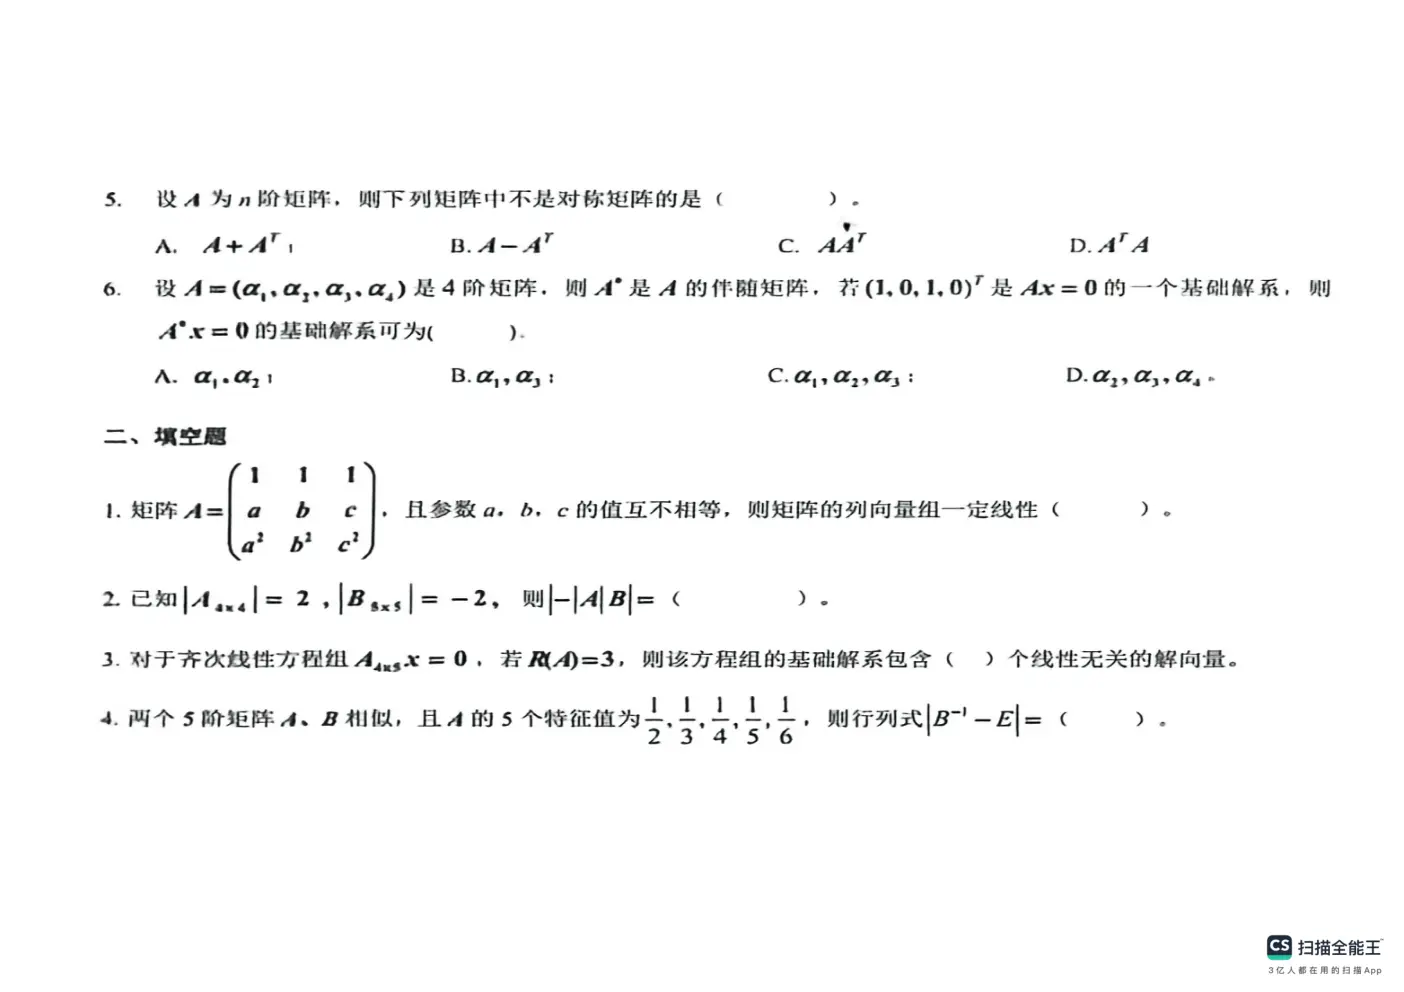 5. 设 A 为 n 阶矩阵，则下列矩阵中不是对称矩阵的是（ ）。
A. A + Aᵀ； B. A − Aᵀ C. AAᵀ D. AᵀA
6. 设 A = (α₁, α₂, α₃, α₄) 是 4 阶矩阵，则 A* 是 A 的伴随矩阵，若 (1, 0, 1, 0)ᵀ 是 Ax = 0 的一个基础解系，则
A*x = 0 的基础解系可为( )。
A. α₁、α₂； B. α₁, α₃； C. α₁, α₂, α₃； D. α₂, α₃, α₄。
二、填空题
1. 矩阵 A = (1 1 1; a b c; a² b² c²)，且参数 a，b，c 的值互不相等，则矩阵的列向量组一定线性（ ）。
2. 已知 |A₄ₓ₄| = 2 , |B₅ₓ₅| = −2， 则 |−|A|B| = （ ）。
3. 对于齐次线性方程组 A₄ₓ₅x = 0，若 R(A)=3，则该方程组的基础解系包含（ ）个线性无关的解向量。
4. 两个 5 阶矩阵 A、B 相似，且 A 的 5 个特征值为 1/2, 1/3, 1/4, 1/5, 1/6，则行列式 |B⁻¹ − E| = （ ）。
CS 扫描全能王
3亿人都在用的扫描App